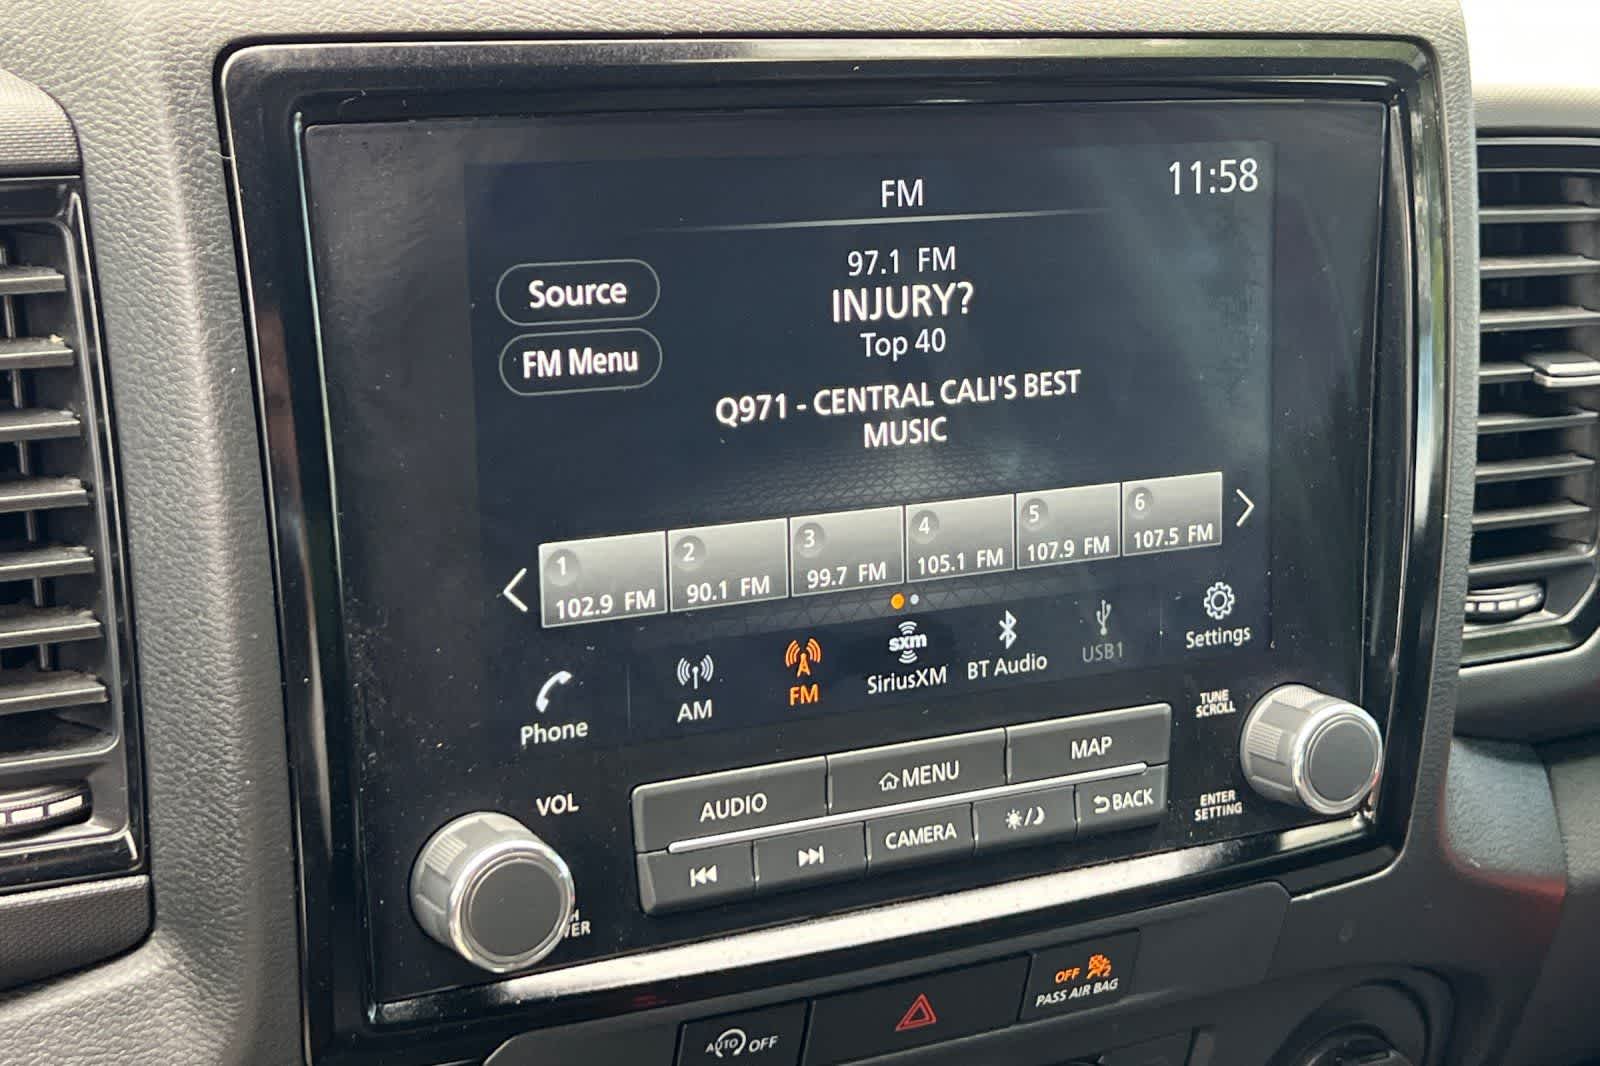 FM
11:58
97.1 FM
Source
INJURY?
Top 40
FM Menu
Q971 - CENTRAL CALI'S BEST
MUSIC
1
102.9 FM
2
90.1 FM
3
99.7 FM
4
105.1 FM
5
107.9 FM
6
107.5 FM
Phone
AM
FM
sxm
SiriusXM
BT Audio
USB1
Settings
TUNE
SCROLL
VOL
AUDIO
MENU
MAP
ENTER
SETTING
CAMERA
BACK
OFF
2
PASS AIR BAG
AUTO OFF